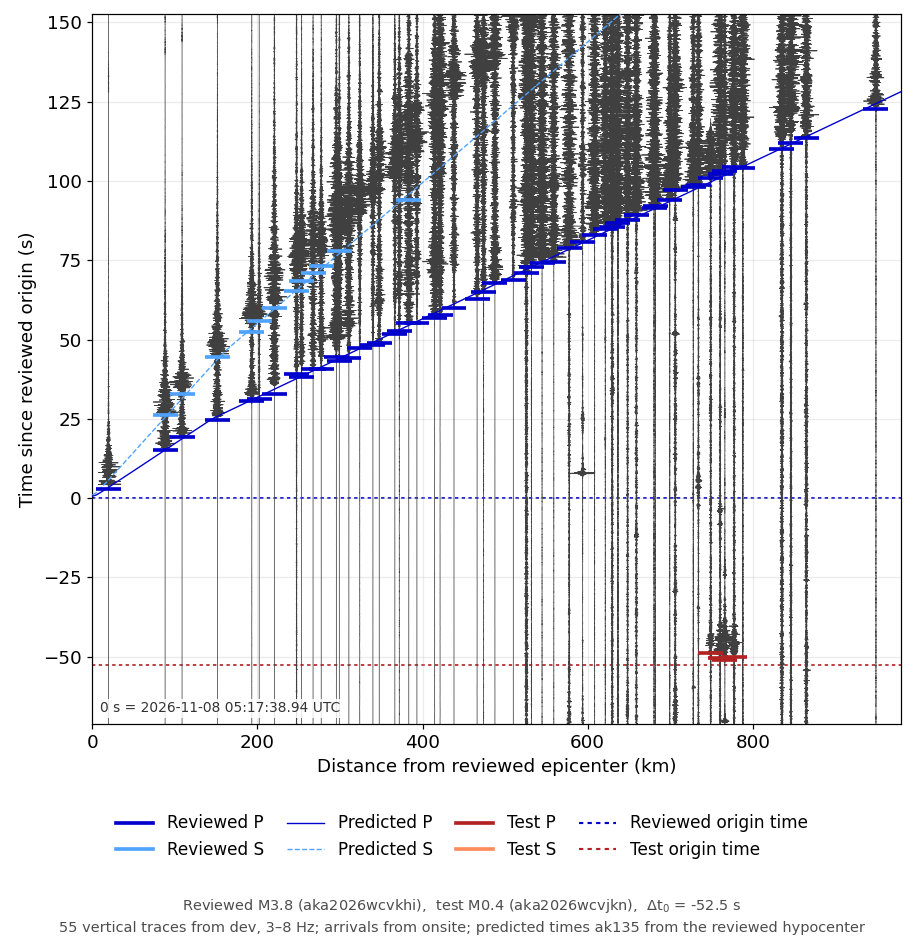 150
125
100
75
50
25
0
−25
−50
Time since reviewed origin (s)
0 s = 2026-11-08 05:17:38.94 UTC
0 200 400 600 800
Distance from reviewed epicenter (km)
Reviewed P Predicted P Test P Reviewed origin time
Reviewed S Predicted S Test S Test origin time
Reviewed M3.8 (aka2026wcvkhi), test M0.4 (aka2026wcvjkn), Δt₀ = -52.5 s
55 vertical traces from dev, 3–8 Hz; arrivals from onsite; predicted times ak135 from the reviewed hypocenter